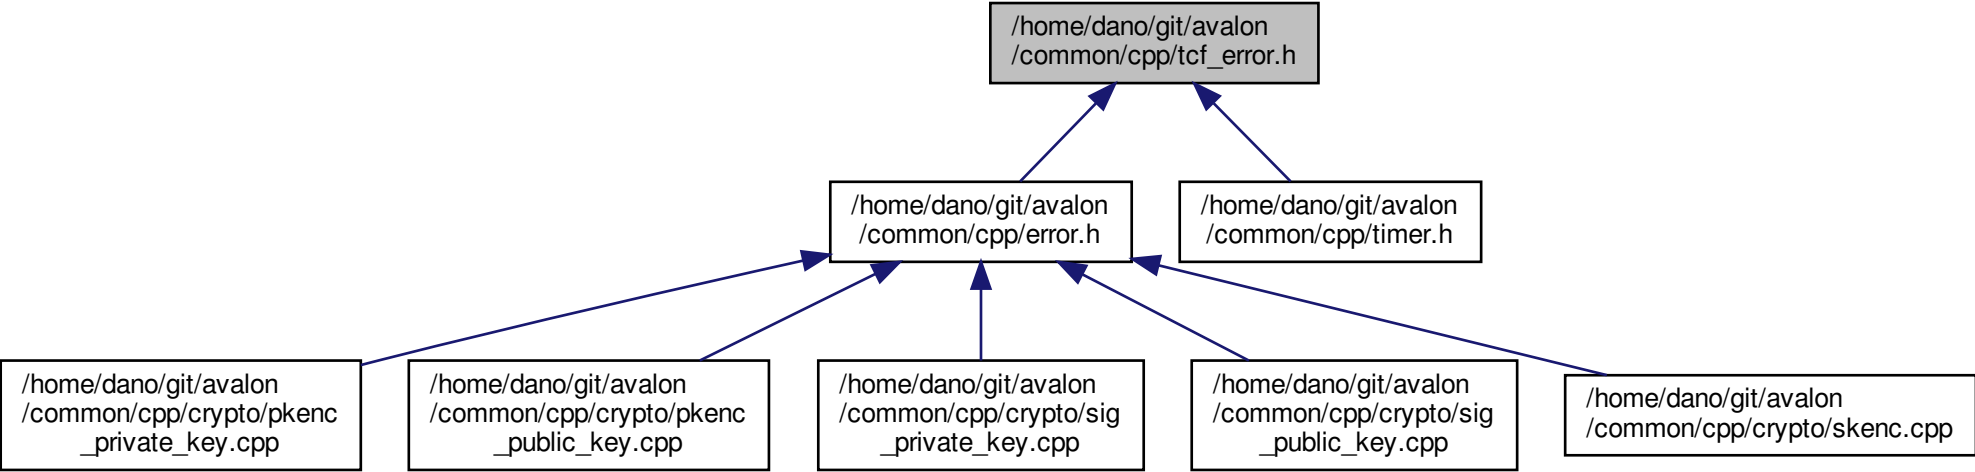 /home/dano/git/avalon
/common/cpp/tcf_error.h
/home/dano/git/avalon
/common/cpp/error.h
/home/dano/git/avalon
/common/cpp/timer.h
/home/dano/git/avalon
/common/cpp/crypto/pkenc
_private_key.cpp
/home/dano/git/avalon
/common/cpp/crypto/pkenc
_public_key.cpp
/home/dano/git/avalon
/common/cpp/crypto/sig
_private_key.cpp
/home/dano/git/avalon
/common/cpp/crypto/sig
_public_key.cpp
/home/dano/git/avalon
/common/cpp/crypto/skenc.cpp